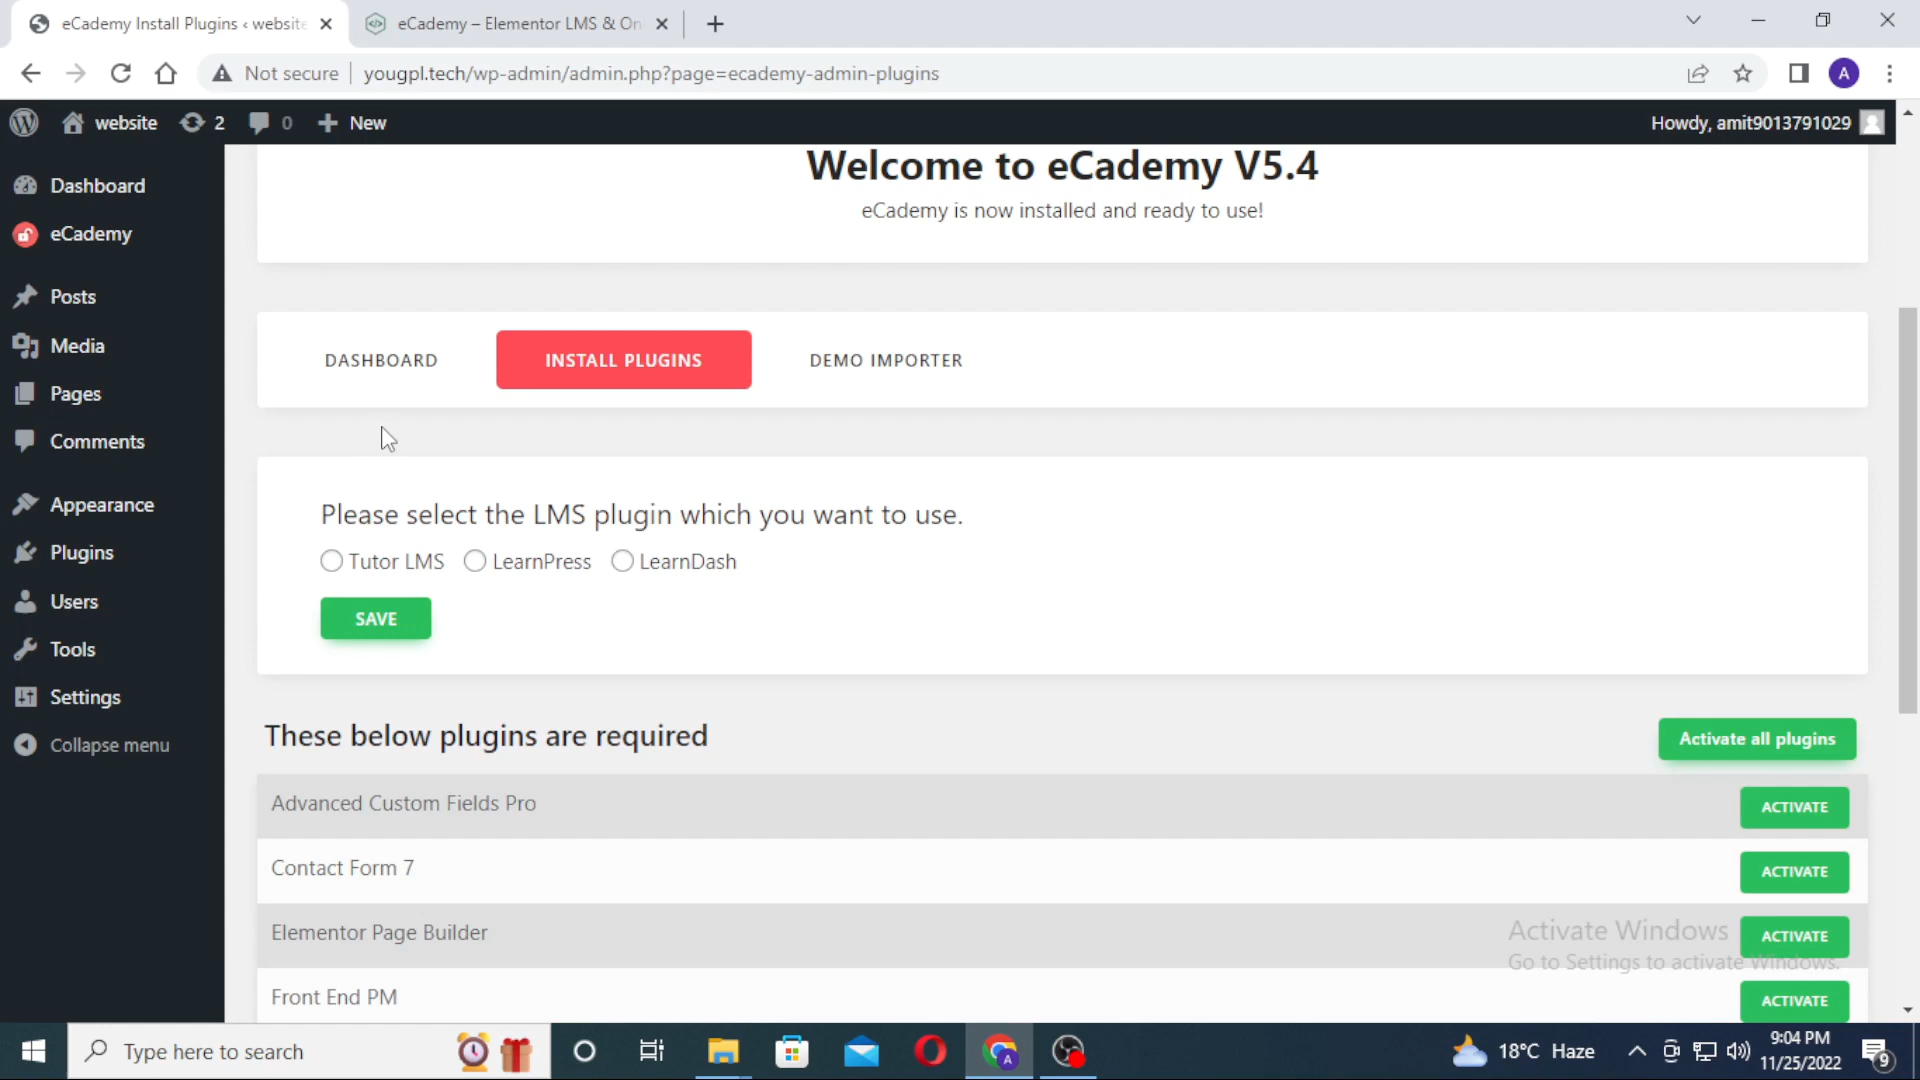 eCademy Install Plugins ‹ website
eCademy – Elementor LMS & On
Not secure
yougpl.tech/wp-admin/admin.php?page=ecademy-admin-plugins
A
website
2
0
New
Howdy, amit9013791029
Dashboard
eCademy
Posts
Media
Pages
Comments
Appearance
Plugins
Users
Tools
Settings
Collapse menu
Welcome to eCademy V5.4
eCademy is now installed and ready to use!
DASHBOARD
INSTALL PLUGINS
DEMO IMPORTER
Please select the LMS plugin which you want to use.
Tutor LMS
LearnPress
LearnDash
SAVE
These below plugins are required
Activate all plugins
Advanced Custom Fields Pro
ACTIVATE
Contact Form 7
ACTIVATE
Elementor Page Builder
ACTIVATE
Front End PM
ACTIVATE
Activate Windows
Go to Settings to activate Windows.
Type here to search
A
18°C Haze
9:04 PM
11/25/2022
9